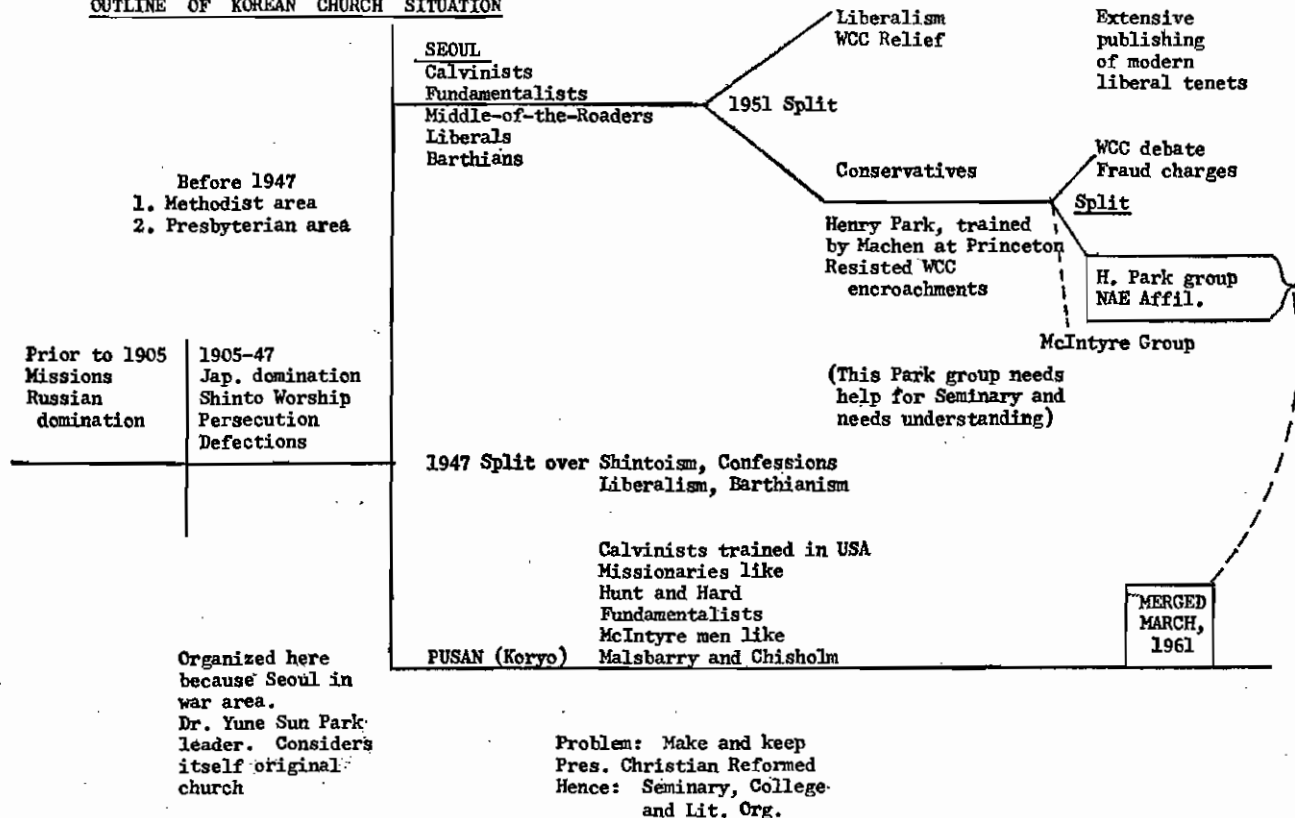 OUTLINE OF KOREAN CHURCH SITUATION
SEOUL
Calvinists
Fundamentalists
Middle-of-the-Roaders
Liberals
Barthians
Liberalism
WCC Relief
Extensive
publishing
of modern
liberal tenets
1951 Split
Before 1947
1. Methodist area
2. Presbyterian area
Conservatives
WCC debate
Fraud charges
Split
Henry Park, trained
by Machen at Princeton
Resisted WCC
encroachments
H. Park group
NAE Affil.
McIntyre Group
(This Park group needs
help for Seminary and
needs understanding)
Prior to 1905
Missions
Russian
domination
1905-47
Jap. domination
Shinto Worship
Persecution
Defections
1947 Split over Shintoism, Confessions
Liberalism, Barthianism
Calvinists trained in USA
Missionaries like
Hunt and Hard
Fundamentalists
McIntyre men like
PUSAN (Koryo) Malsbarry and Chisholm
MERGED
MARCH,
1961
Organized here
because Seoul in
war area.
Dr. Yune Sun Park
leader. Considers
itself original
church
Problem: Make and keep
Pres. Christian Reformed
Hence: Seminary, College
and Lit. Org.